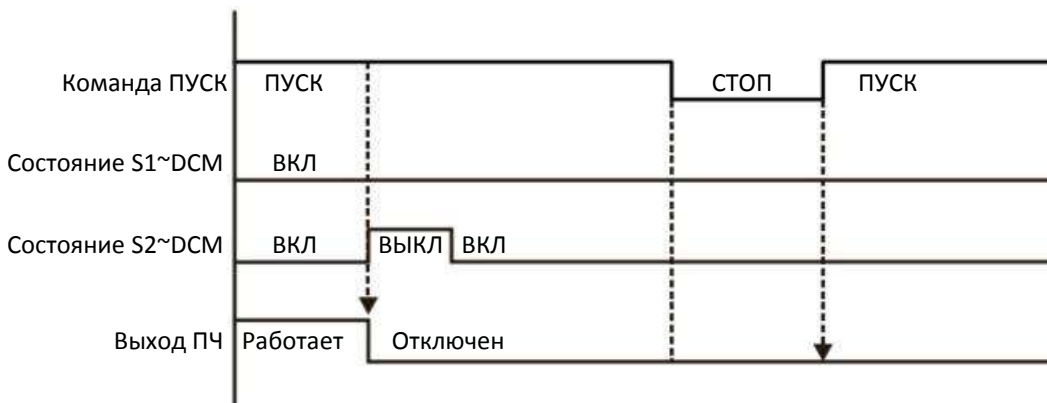 Команда ПУСК ПУСК СТОП ПУСК
Состояние S1~DCM ВКЛ
Состояние S2~DCM ВКЛ ВЫКЛ ВКЛ
Выход ПЧ Работает Отключен